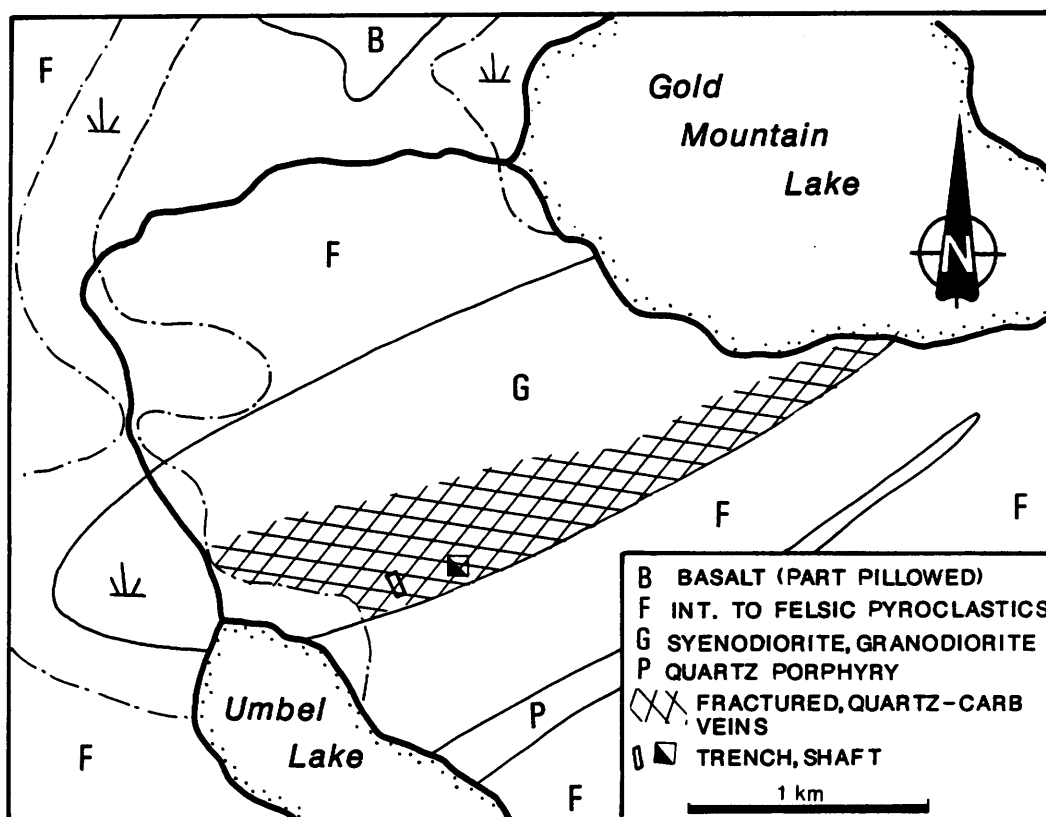 B
F
Gold
Mountain
Lake
F
N
G
F
F
B BASALT (PART PILLOWED)
F INT. TO FELSIC PYROCLASTICS
G SYENODIORITE, GRANODIORITE
P QUARTZ PORPHYRY
FRACTURED, QUARTZ-CARB
VEINS
TRENCH, SHAFT
1 km
Umbel
Lake
P
F
F